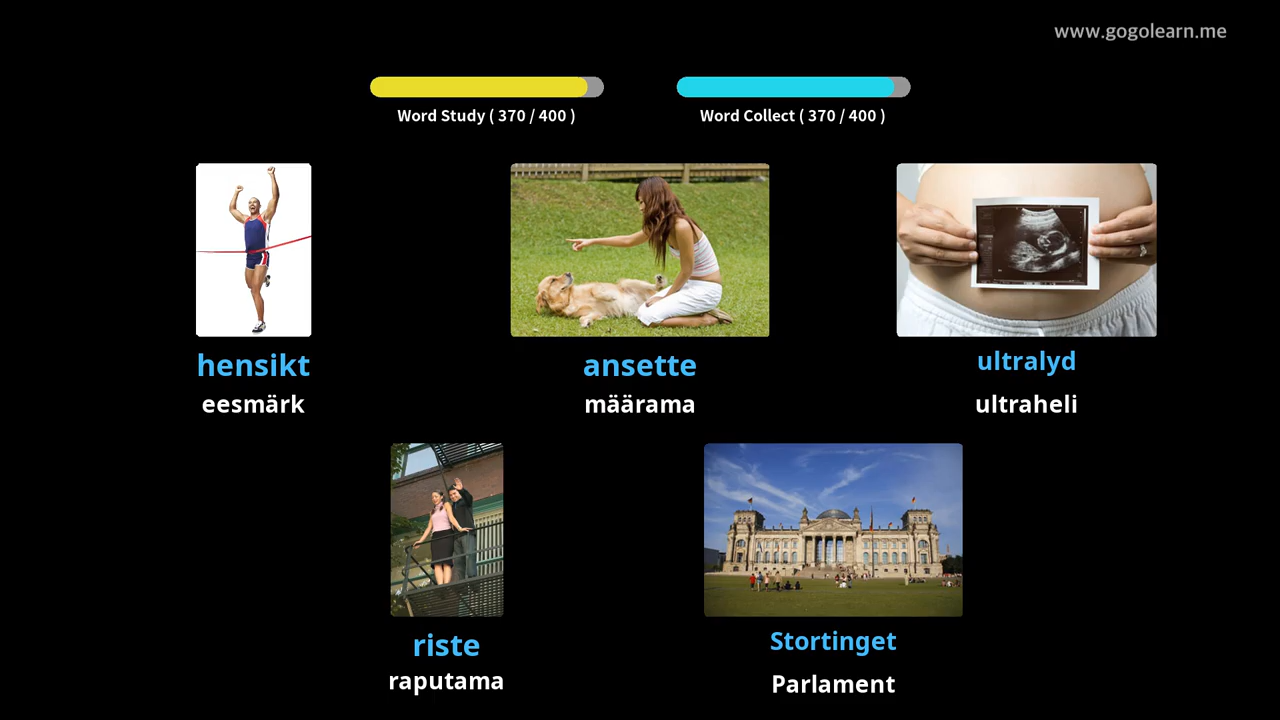 www.gogolearn.me
Word Study ( 370 / 400 )
Word Collect ( 370 / 400 )
hensikt
eesmärk
ansette
määrama
ultralyd
ultraheli
riste
raputama
Stortinget
Parlament